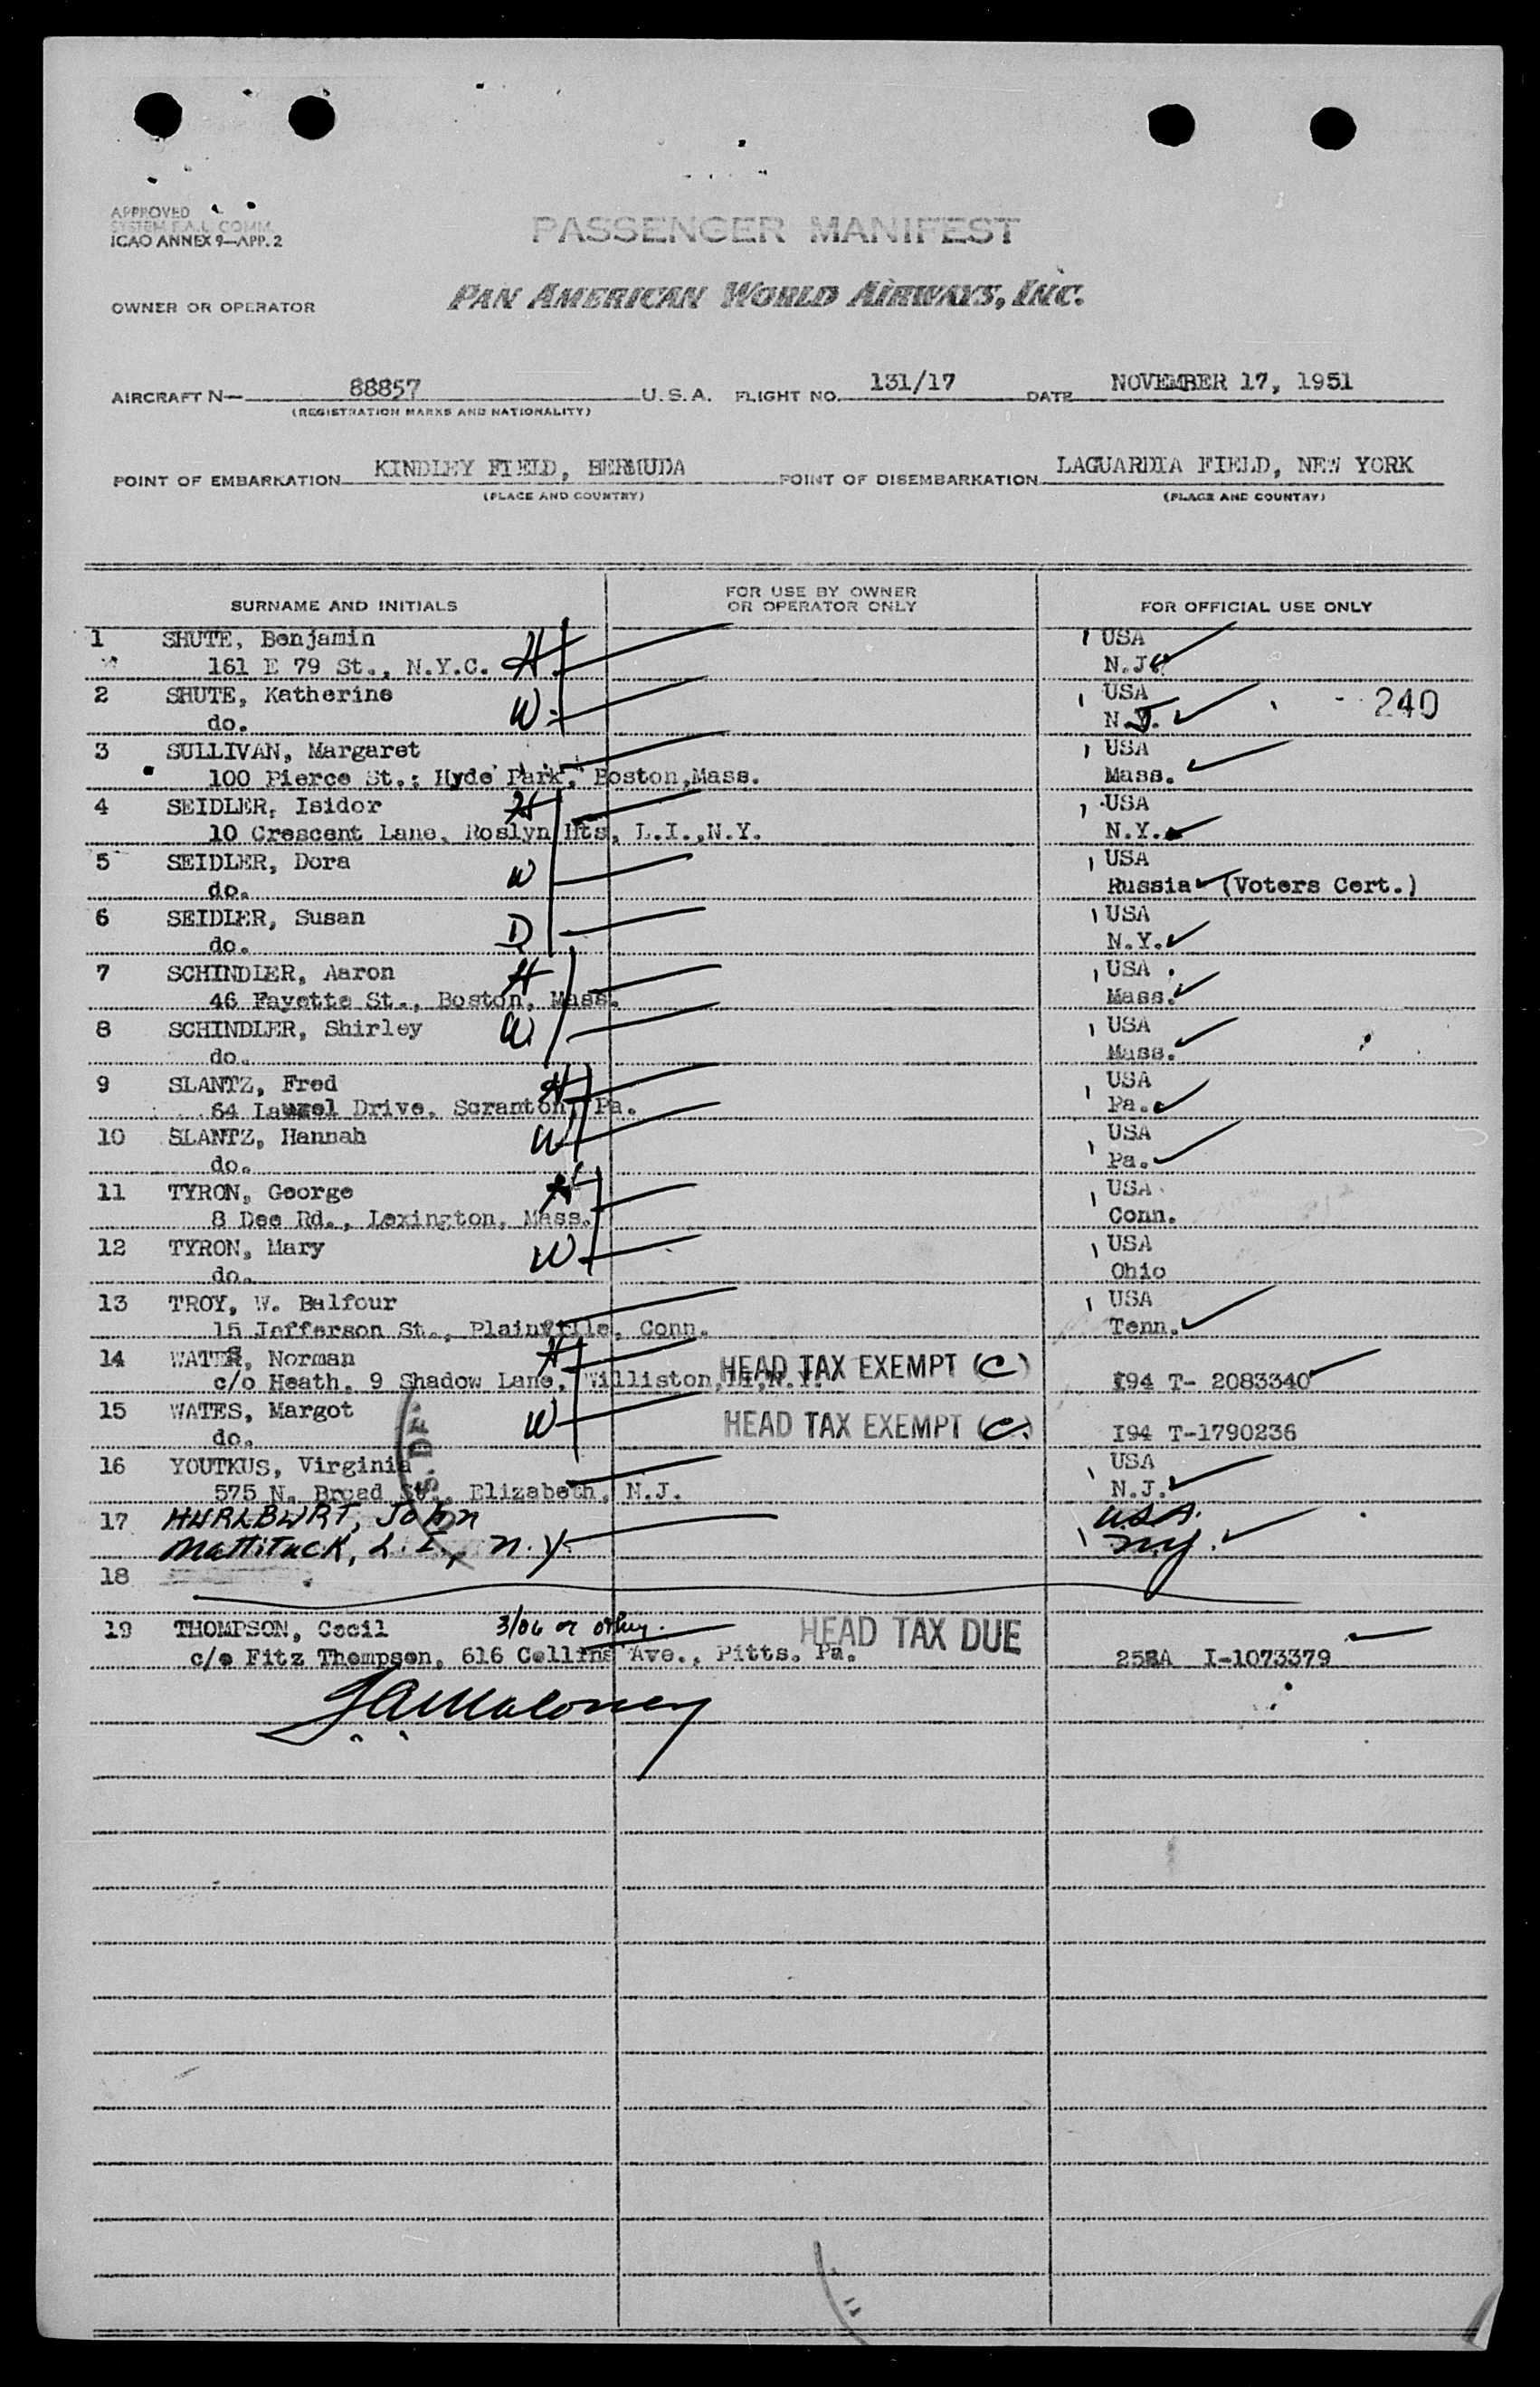 APPROVED
SYSTEM F.A.L. COMM.
ICAO ANNEX 9—APP. 2
PASSENGER MANIFEST
OWNER OR OPERATOR
PAN AMERICAN WORLD AIRWAYS, INC.
AIRCRAFT N— 88857 U. S. A. FLIGHT NO. 131/17 DATE NOVEMBER 17, 1951
(REGISTRATION MARKS AND NATIONALITY)
POINT OF EMBARKATION KINDLEY FIELD, BERMUDA POINT OF DISEMBARKATION LAGUARDIA FIELD, NEW YORK
(PLACE AND COUNTRY) (PLACE AND COUNTRY)
SURNAME AND INITIALS FOR USE BY OWNER OR OPERATOR ONLY FOR OFFICIAL USE ONLY
1 SHUTE, Benjamin USA
161 E 79 St., N.Y.C. H N.J.
2 SHUTE, Katherine USA 240
do. W N.J.
3 SULLIVAN, Margaret USA
100 Pierce St.; Hyde Park, Boston,Mass. Mass.
4 SEIDLER, Isidor H USA
10 Crescent Lane, Roslyn Hts, L.I.,N.Y. N.Y.
5 SEIDLER, Dora W USA
do. Russia (Voters Cert.)
6 SEIDLER, Susan D USA
do. N.Y.
7 SCHINDLER, Aaron H USA
46 Fayette St., Boston, Mass. Mass.
8 SCHINDLER, Shirley W USA
do. Mass.
9 SLANTZ, Fred H USA
64 Laurel Drive, Scranton, Pa. Pa.
10 SLANTZ, Hannah W USA
do. Pa.
11 TYRON, George H USA
8 Dee Rd., Lexington, Mass. Conn.
12 TYRON, Mary W USA
do. Ohio
13 TROY, W. Balfour USA
15 Jefferson St., Plainville, Conn. Tenn.
14 WATES, Norman H HEAD TAX EXEMPT (C)
c/o Heath, 9 Shadow Lane, Williston, LI,N.Y. I94 T- 2083340
15 WATES, Margot W HEAD TAX EXEMPT (C)
do. I94 T-1790236
16 YOUTKUS, Virginia USA
575 N. Broad St., Elizabeth, N.J. N.J.
17 HURLBURT, John USA.
Mattituck, L. I., N.Y. N.Y.
18
19 THOMPSON, Cecil 3/06 HEAD TAX DUE
c/o Fitz Thompson, 616 Collins Ave., Pitts. Pa. 258A I-1073379